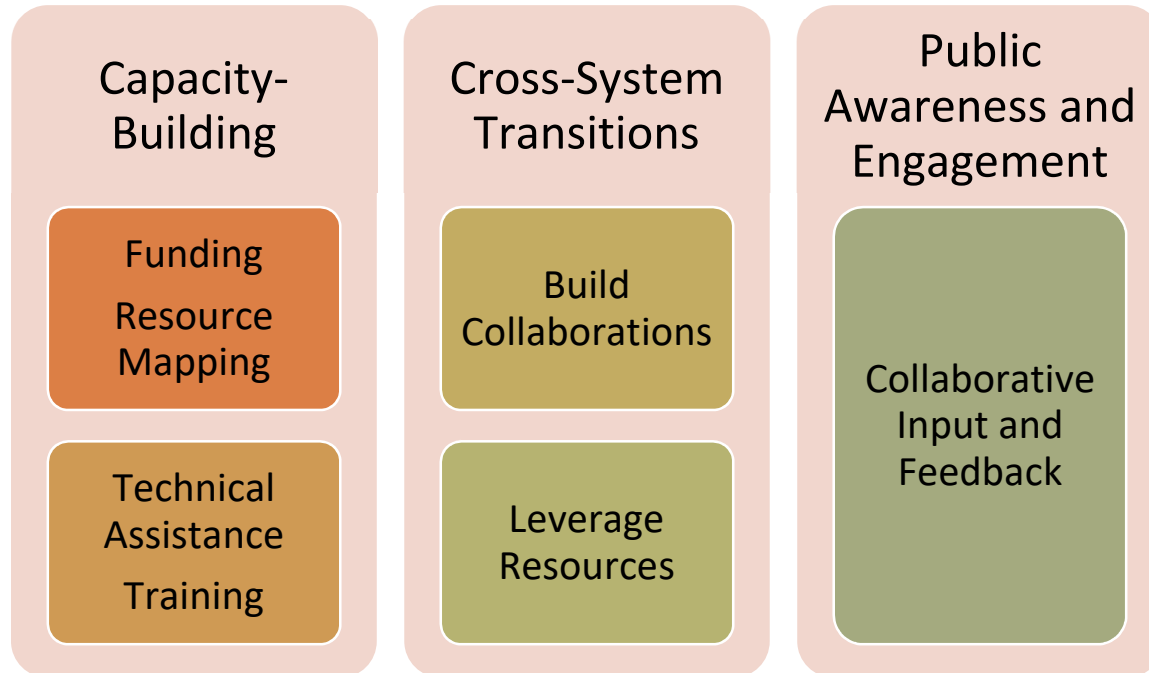 Capacity-
Building
Funding
Resource
Mapping
Technical
Assistance
Training
Cross-System
Transitions
Build
Collaborations
Leverage
Resources
Public
Awareness and
Engagement
Collaborative
Input and
Feedback